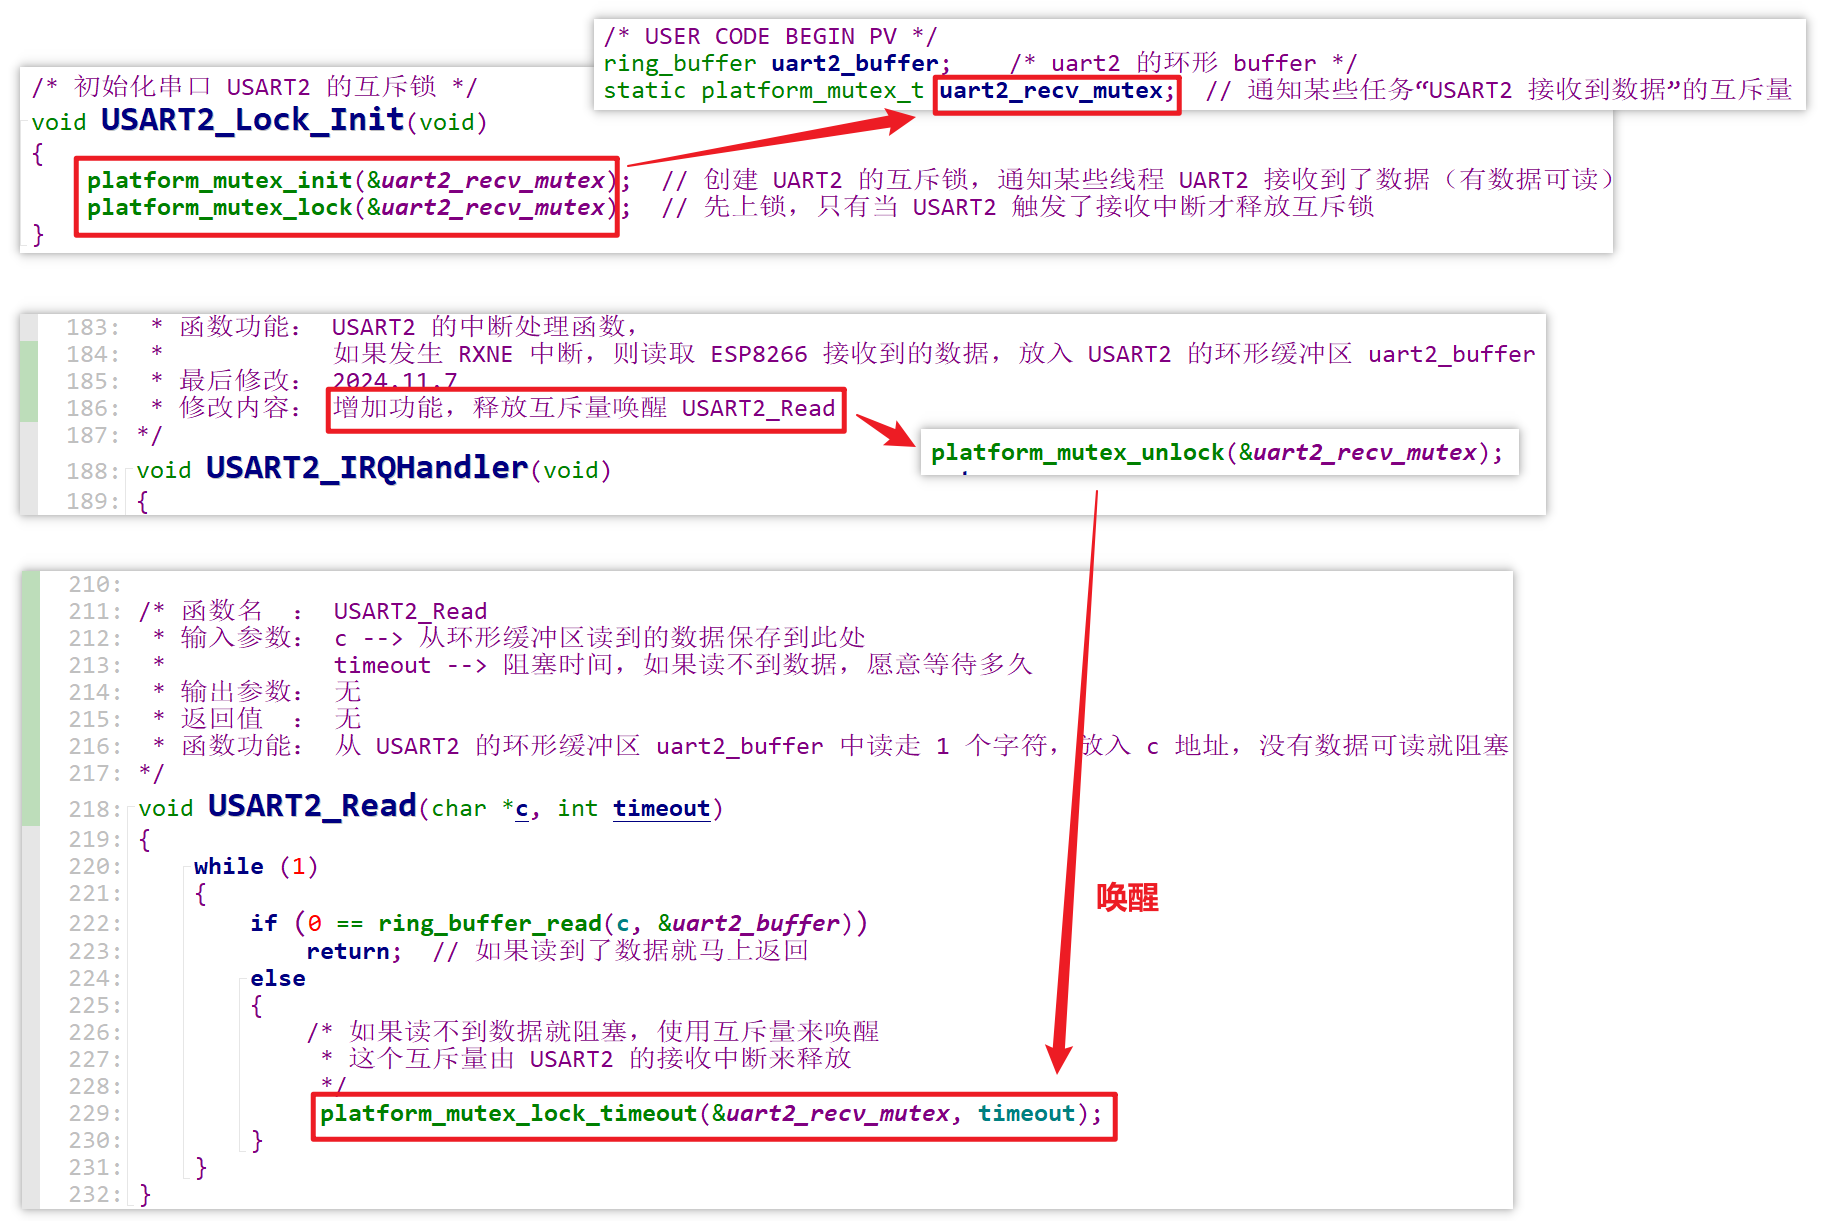 /* USER CODE BEGIN PV */
ring_buffer uart2_buffer;    /* uart2 的环形 buffer */
static platform_mutex_t uart2_recv_mutex;  // 通知某些任务“USART2 接收到数据”的互斥量
/* 初始化串口 USART2 的互斥锁 */
void USART2_Lock_Init(void)
{
    platform_mutex_init(&uart2_recv_mutex);  // 创建 UART2 的互斥锁，通知某些线程 UART2 接收到了数据（有数据可读）
    platform_mutex_lock(&uart2_recv_mutex);  // 先上锁，只有当 USART2 触发了接收中断才释放互斥锁
}
183:  * 函数功能： USART2 的中断处理函数，
184:  *            如果发生 RXNE 中断，则读取 ESP8266 接收到的数据，放入 USART2 的环形缓冲区 uart2_buffer
185:  * 最后修改： 2024.11.7
186:  * 修改内容： 增加功能，释放互斥量唤醒 USART2_Read
187: */
platform_mutex_unlock(&uart2_recv_mutex);
188: void USART2_IRQHandler(void)
189: {
210:
211: /* 函数名  ： USART2_Read
212:  * 输入参数： c --> 从环形缓冲区读到的数据保存到此处
213:  *            timeout --> 阻塞时间，如果读不到数据，愿意等待多久
214:  * 输出参数： 无
215:  * 返回值  ： 无
216:  * 函数功能： 从 USART2 的环形缓冲区 uart2_buffer 中读走 1 个字符，放入 c 地址，没有数据可读就阻塞
217: */
218: void USART2_Read(char *c, int timeout)
219: {
220:     while (1)
221:     {
222:         if (0 == ring_buffer_read(c, &uart2_buffer))
223:             return;  // 如果读到了数据就马上返回
224:         else
225:         {
226:             /* 如果读不到数据就阻塞，使用互斥量来唤醒
227:              * 这个互斥量由 USART2 的接收中断来释放
228:              */
229:             platform_mutex_lock_timeout(&uart2_recv_mutex, timeout);
230:         }
231:     }
232: }
唤醒